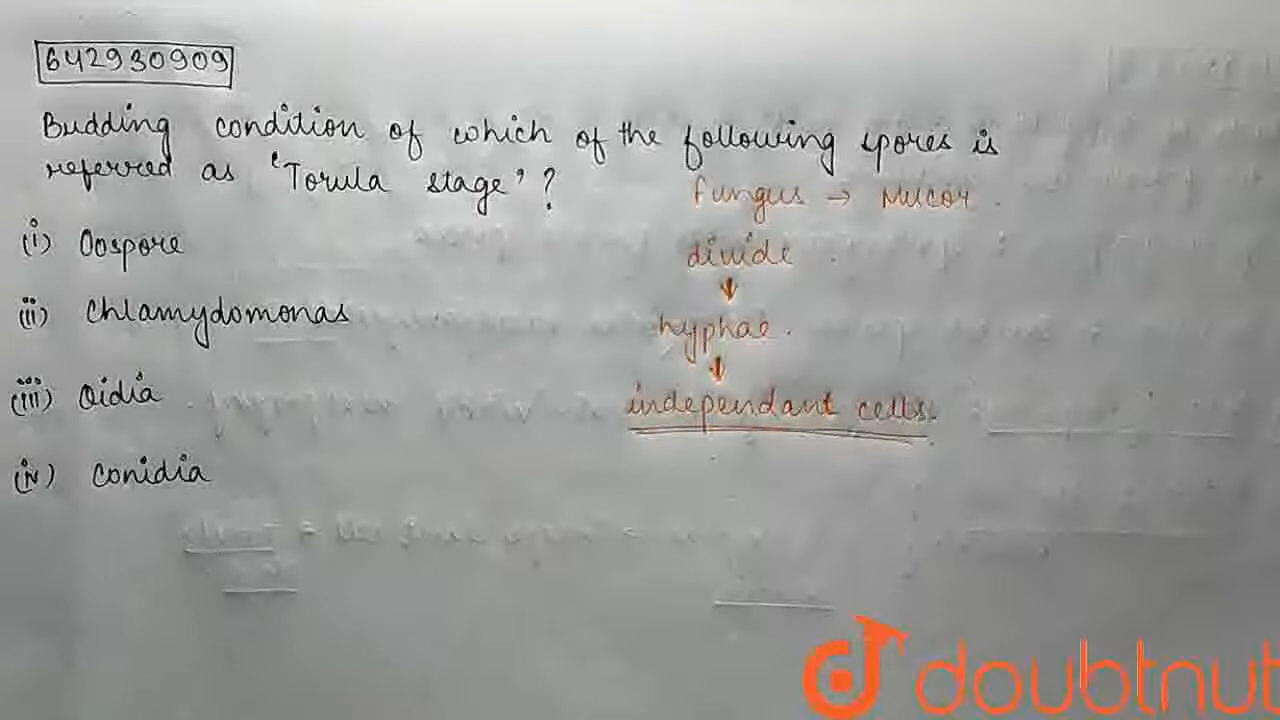 642930909
Budding condition of which of the following spores is
referred as 'Torula stage' ?
fungus → Mucor.
(i) Oospore
divide
(ii) Chlamydomonas
hyphae.
(iii) Oidia
independant cells.
(iv) Conidia
doubtnut